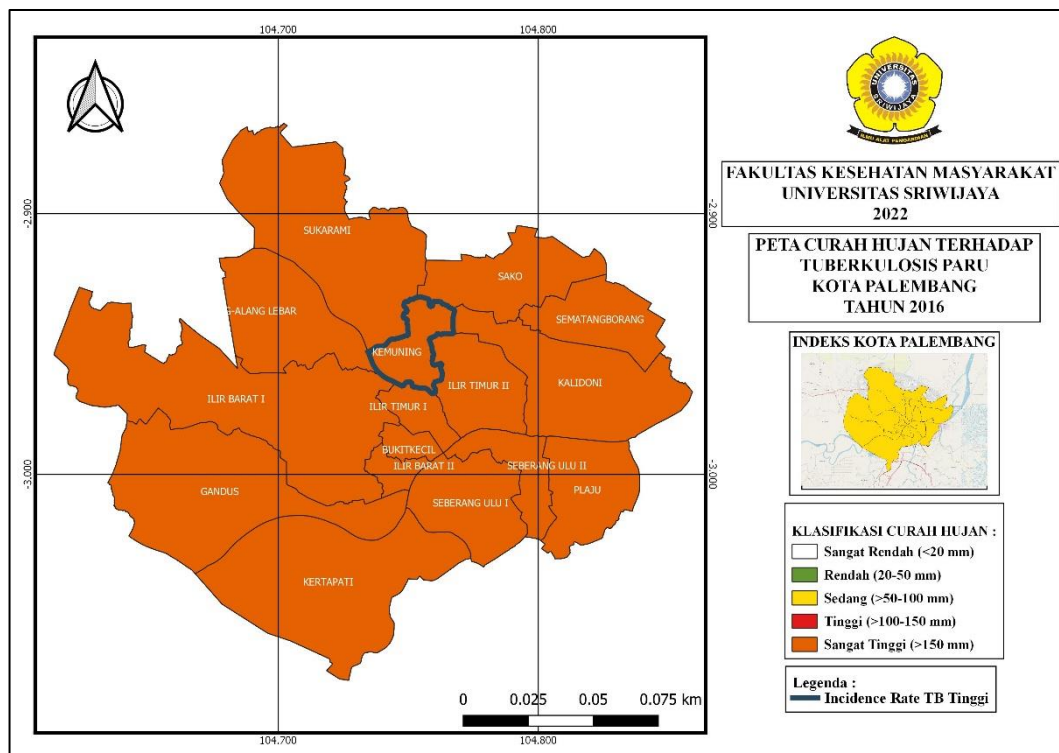 104.700 104.800
UNIVERSITAS
SRIWIJAYA
ILMU ALAT PENGABDIAN
FAKULTAS KESEHATAN MASYARAKAT
UNIVERSITAS SRIWIJAYA
2022
PETA CURAH HUJAN TERHADAP
TUBERKULOSIS PARU
KOTA PALEMBANG
TAHUN 2016
INDEKS KOTA PALEMBANG
KLASIFIKASI CURAH HUJAN :
Sangat Rendah (<20 mm)
Rendah (20-50 mm)
Sedang (>50-100 mm)
Tinggi (>100-150 mm)
Sangat Tinggi (>150 mm)
Legenda :
Incidence Rate TB Tinggi
-2.900 -2.900
SUKARAMI
SAKO
G-ALANG LEBAR
SEMATANGBORANG
KEMUNING
ILIR TIMUR II
KALIDONI
ILIR BARAT I
ILIR TIMUR I
BUKITKECIL
ILIR BARAT II
SEBERANG ULU II
-3.000 -3.000
GANDUS
PLAJU
SEBERANG ULU I
KERTAPATI
0 0.025 0.05 0.075 km
104.700 104.800